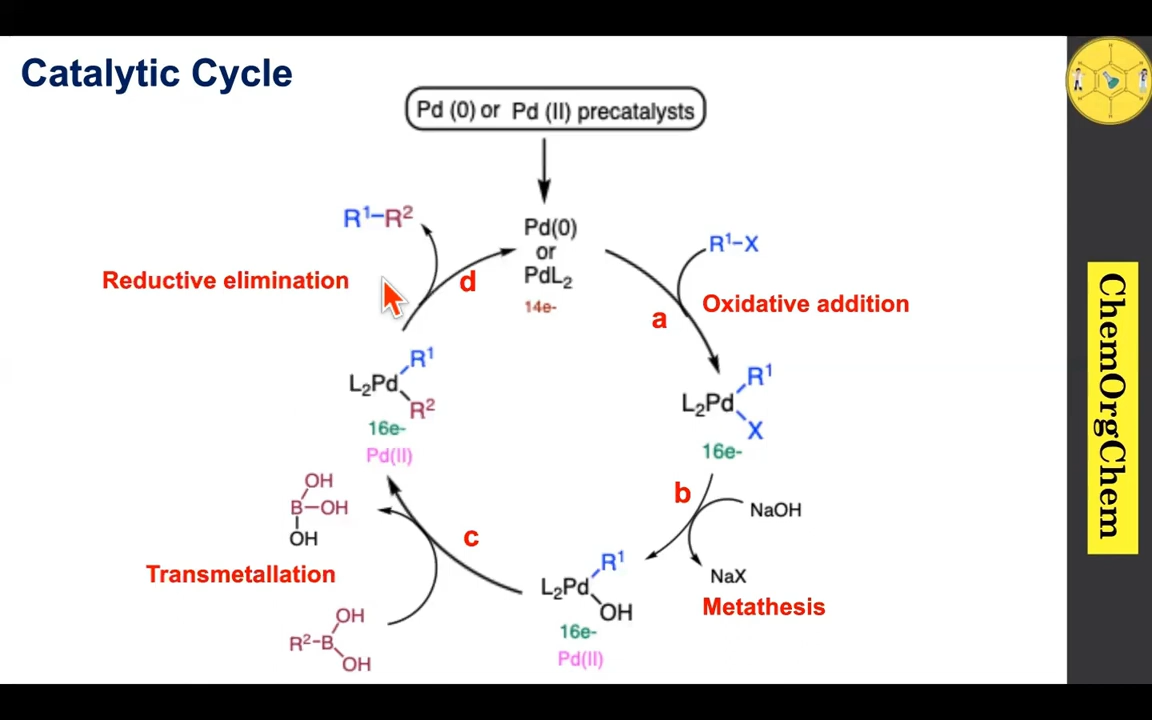 Catalytic Cycle
Pd (0) or Pd (II) precatalysts
R¹–R²
Pd(0)
or
PdL₂
14e-
R¹–X
Reductive elimination
d
a
Oxidative addition
L₂Pd
R¹
R²
16e-
Pd(II)
L₂Pd
R¹
X
16e-
b
NaOH
NaX
Metathesis
L₂Pd
R¹
OH
16e-
Pd(II)
c
OH
B–OH
OH
Transmetallation
OH
R²-B
OH
ChemOrgChem